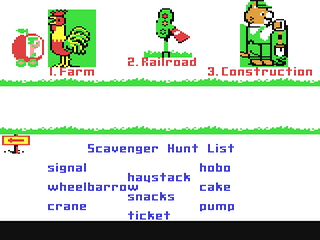 1. Farm
2. Railroad
3. Construction
Scavenger Hunt List
signal
haystack
hobo
wheelbarrow
snacks
cake
crane
ticket
pump